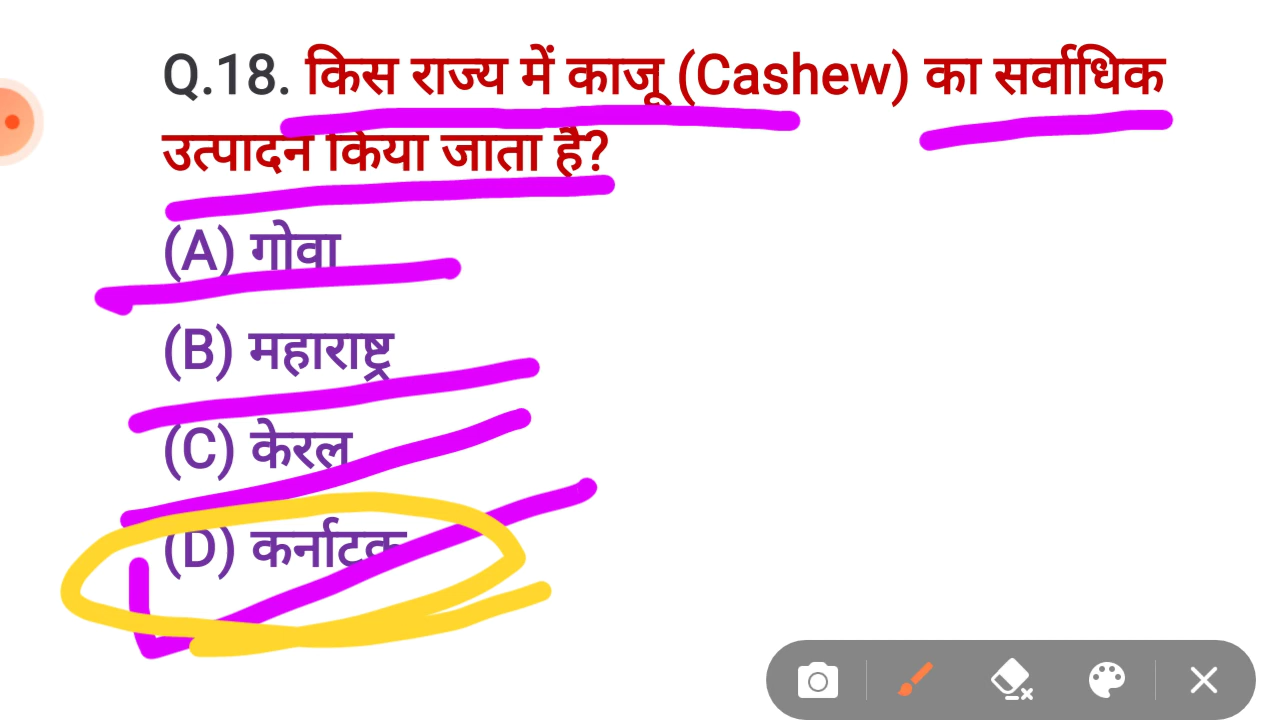 Q.18. किस राज्य में काजू (Cashew) का सर्वाधिक
उत्पादन किया जाता है?
(A) गोवा
(B) महाराष्ट्र
(C) केरल
(D) कर्नाटक